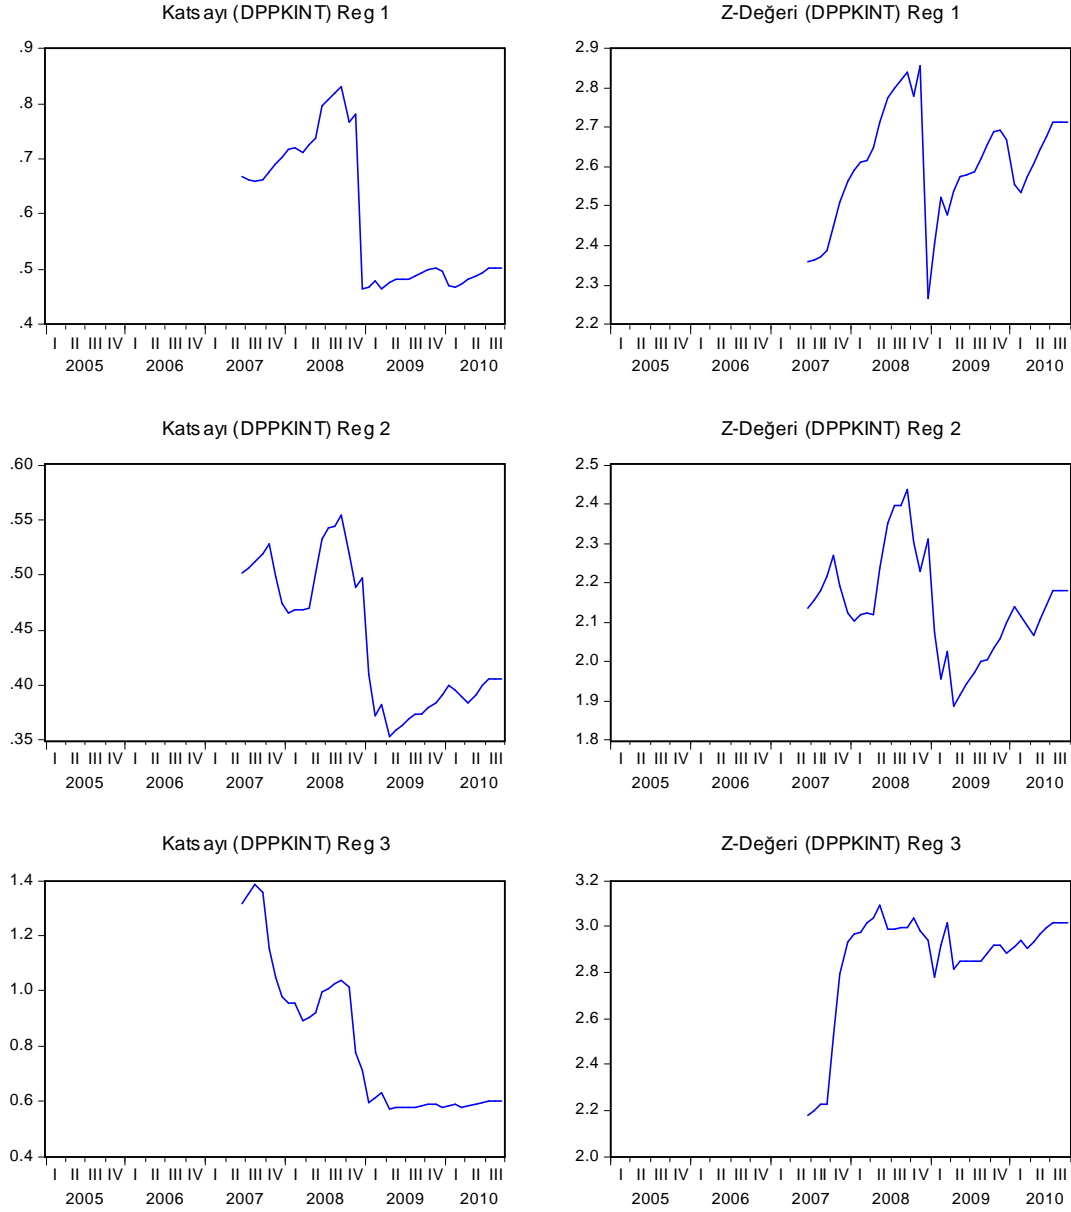 Katsayı (DPPKINT) Reg 1
.9
.8
.7
.6
.5
.4
I II III IV I II III IV I II III IV I II III IV I II III IV I II III
2005 2006 2007 2008 2009 2010
Z-Değeri (DPPKINT) Reg 1
2.9
2.8
2.7
2.6
2.5
2.4
2.3
2.2
I II III IV I II III IV I II III IV I II III IV I II III IV I II III
2005 2006 2007 2008 2009 2010
Katsayı (DPPKINT) Reg 2
.60
.55
.50
.45
.40
.35
I II III IV I II III IV I II III IV I II III IV I II III IV I II III
2005 2006 2007 2008 2009 2010
Z-Değeri (DPPKINT) Reg 2
2.5
2.4
2.3
2.2
2.1
2.0
1.9
1.8
I II III IV I II III IV I II III IV I II III IV I II III IV I II III
2005 2006 2007 2008 2009 2010
Katsayı (DPPKINT) Reg 3
1.4
1.2
1.0
0.8
0.6
0.4
I II III IV I II III IV I II III IV I II III IV I II III IV I II III
2005 2006 2007 2008 2009 2010
Z-Değeri (DPPKINT) Reg 3
3.2
3.0
2.8
2.6
2.4
2.2
2.0
I II III IV I II III IV I II III IV I II III IV I II III IV I II III
2005 2006 2007 2008 2009 2010